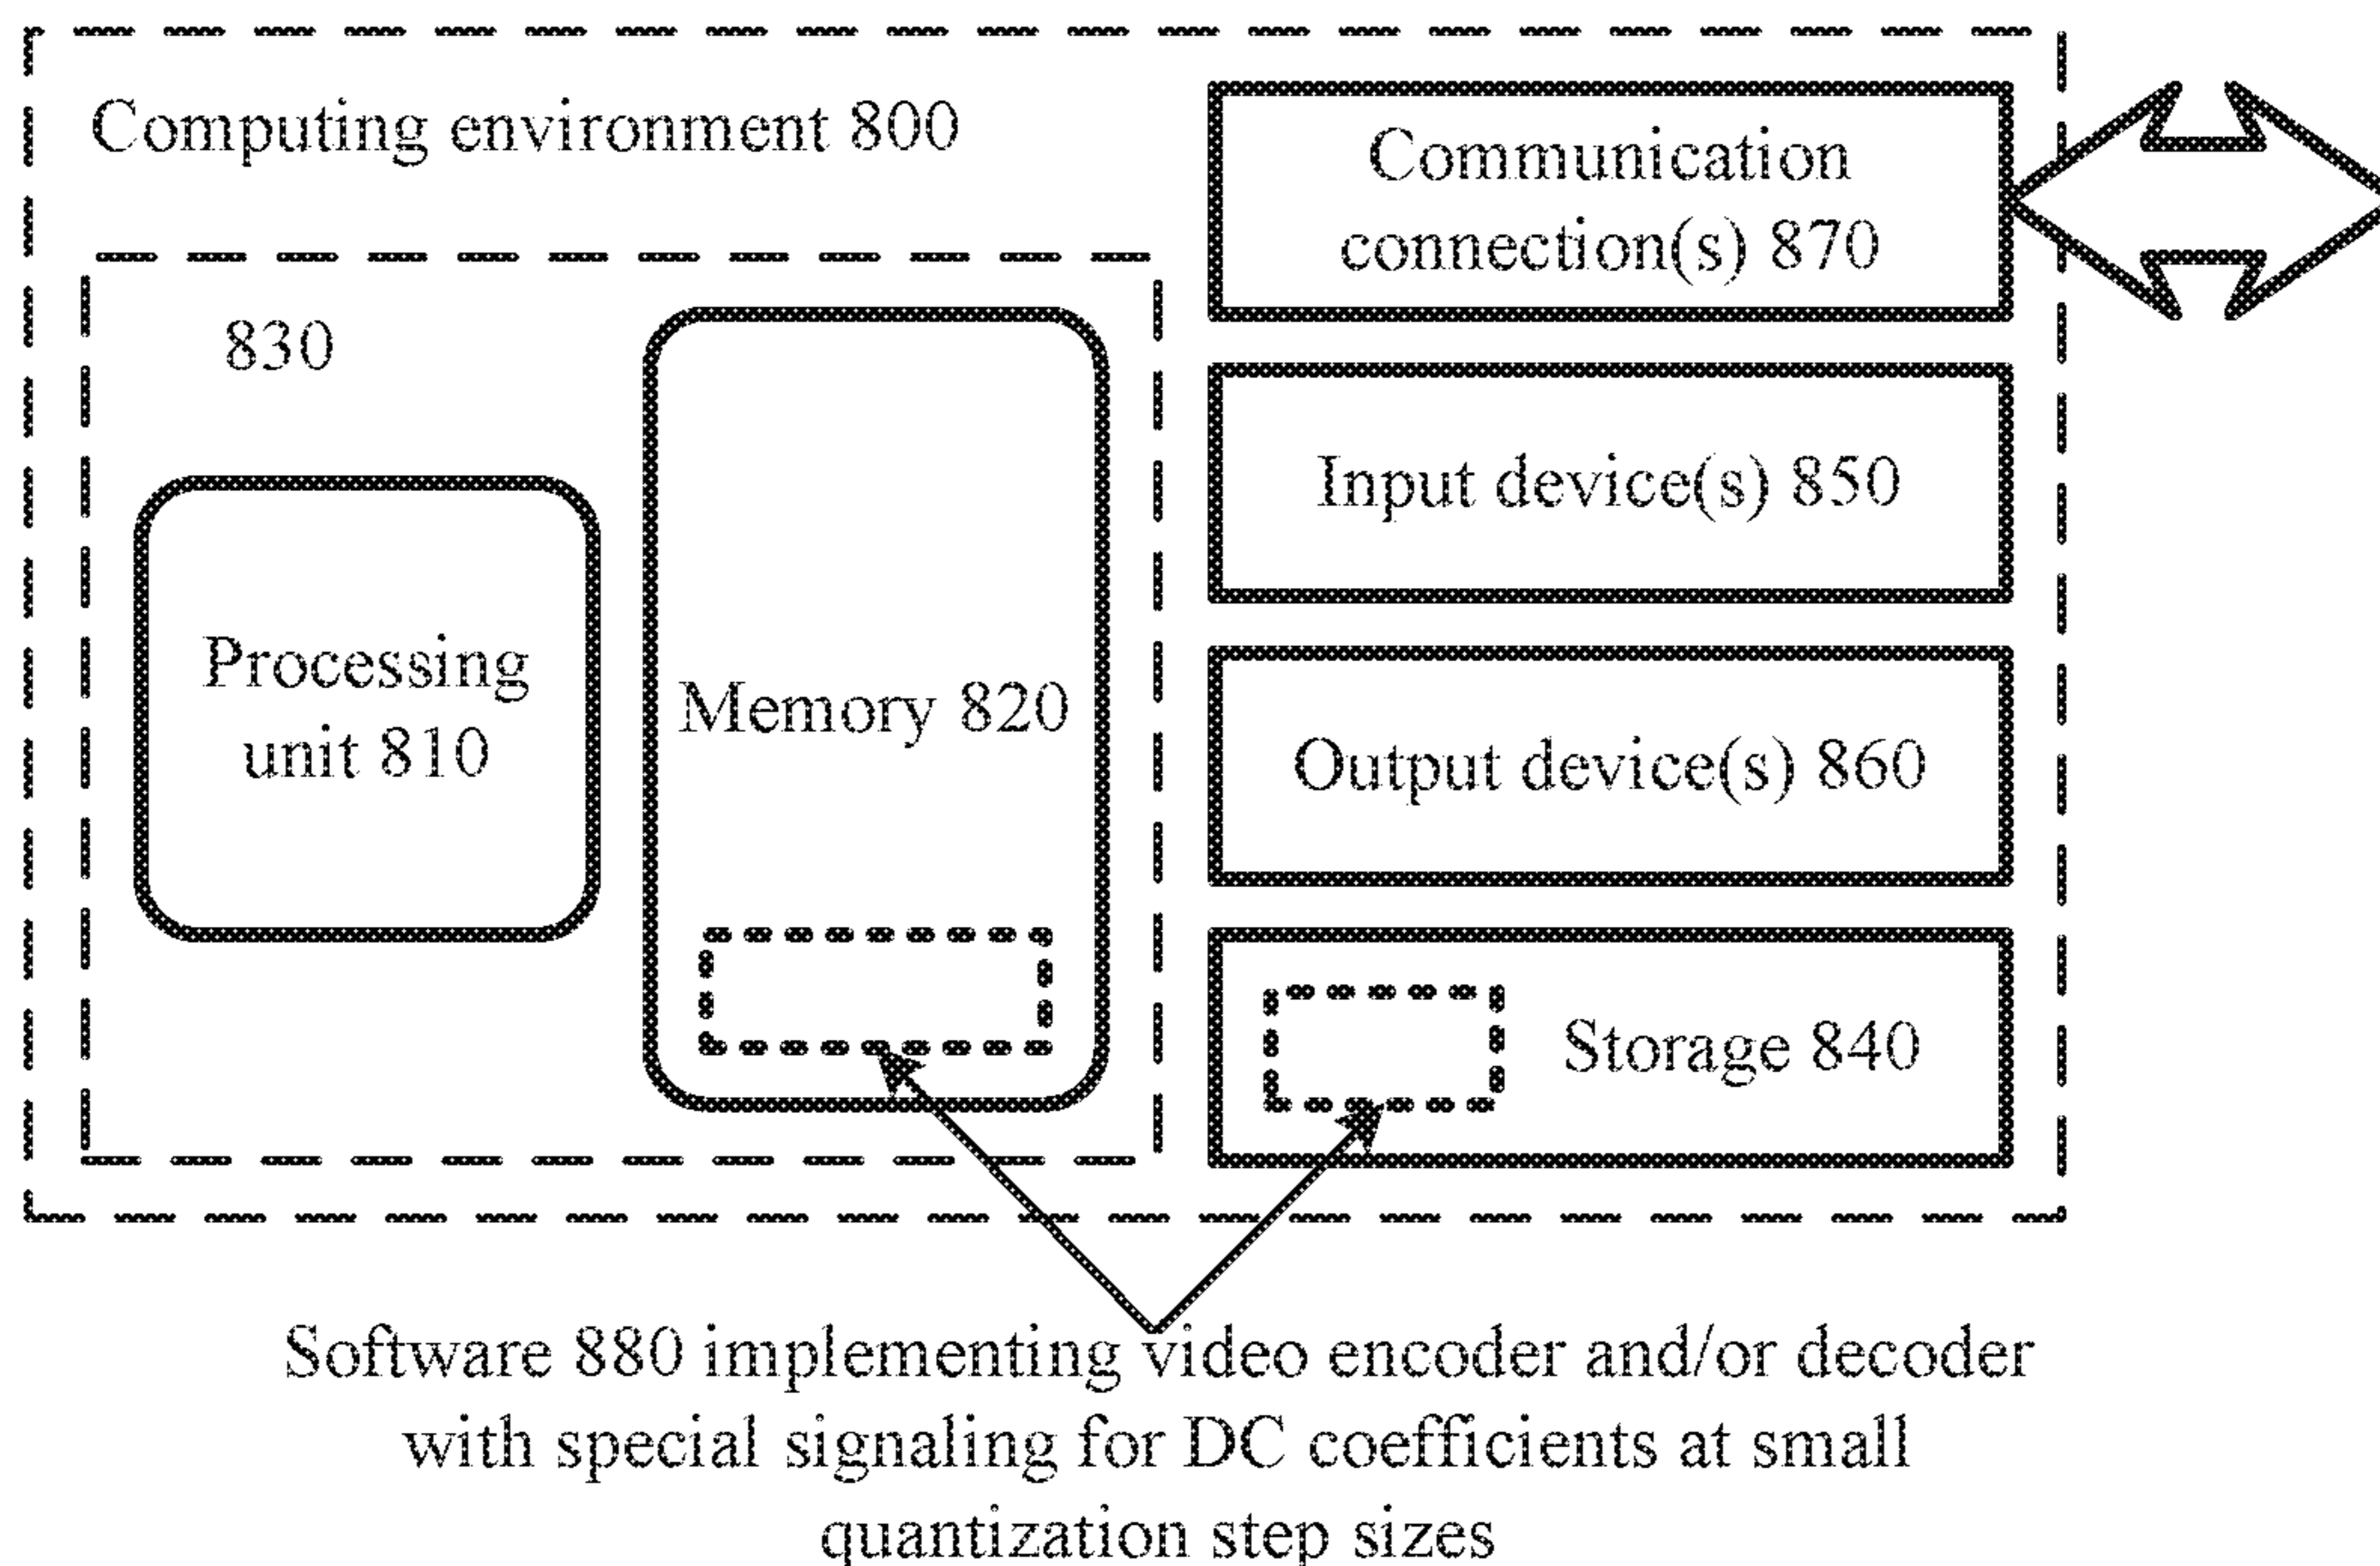 Computing environment 800
Communication
connection(s) 870
830
Input device(s) 850
Processing
unit 810
Memory 820
Output device(s) 860
Storage 840
Software 880 implementing video encoder and/or decoder
with special signaling for DC coefficients at small
quantization step sizes